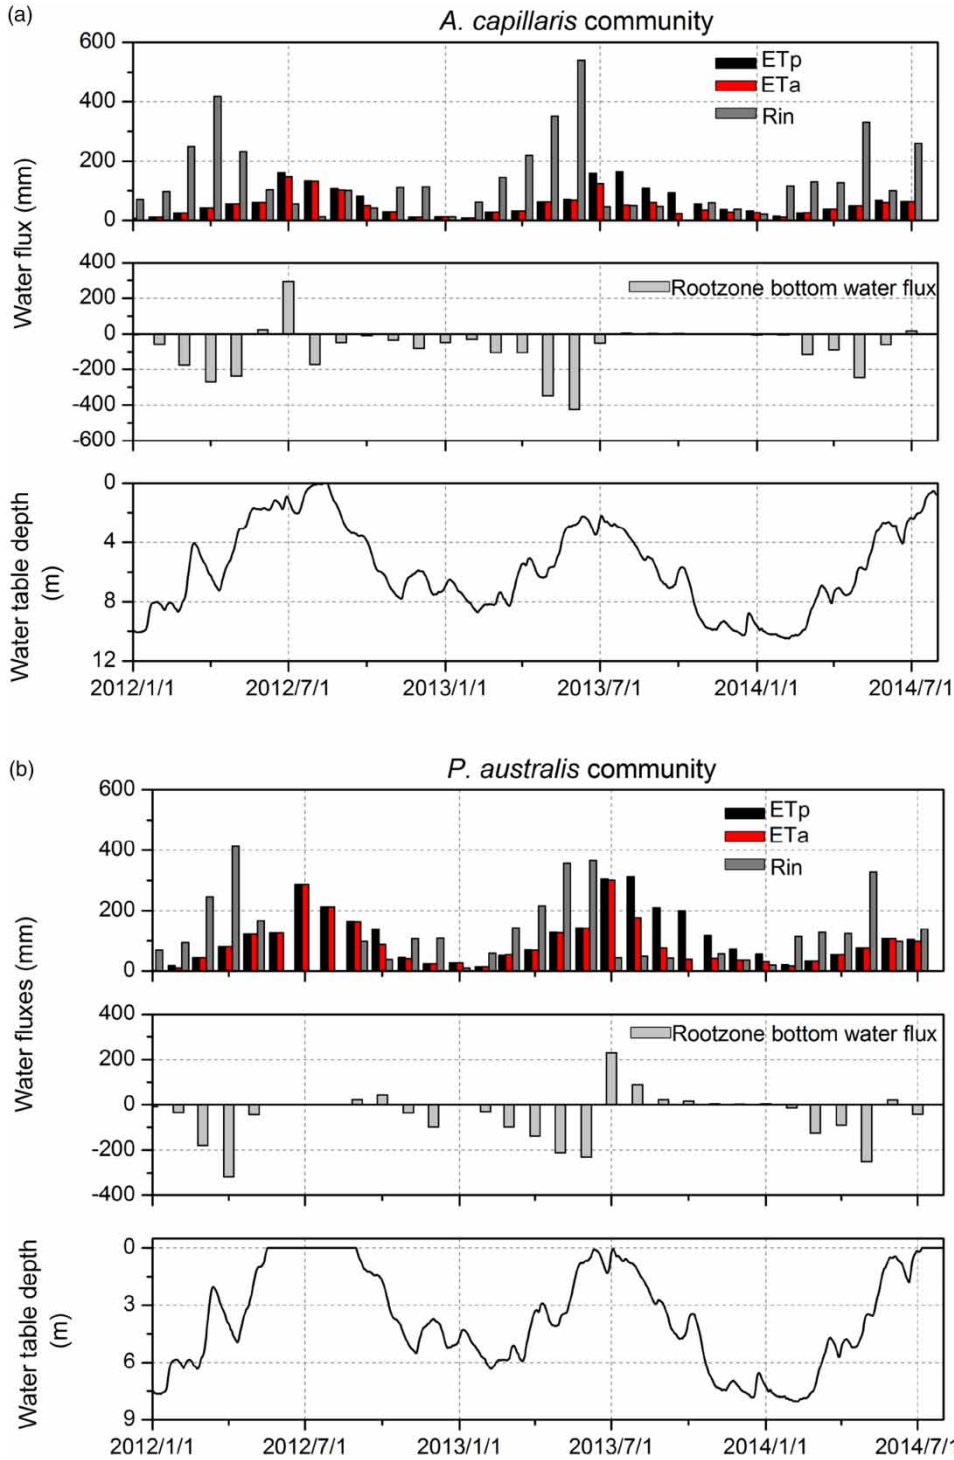 (a)
A. capillaris community
600
400
200
0
ETp
ETa
Rin
Water flux (mm)
400
200
0
-200
-400
-600
Rootzone bottom water flux
0
4
8
12
Water table depth
(m)
2012/1/1 2012/7/1 2013/1/1 2013/7/1 2014/1/1 2014/7/1
(b)
P. australis community
600
400
200
0
ETp
ETa
Rin
Water fluxes (mm)
400
200
0
-200
-400
Rootzone bottom water flux
0
3
6
9
Water table depth
(m)
2012/1/1 2012/7/1 2013/1/1 2013/7/1 2014/1/1 2014/7/1